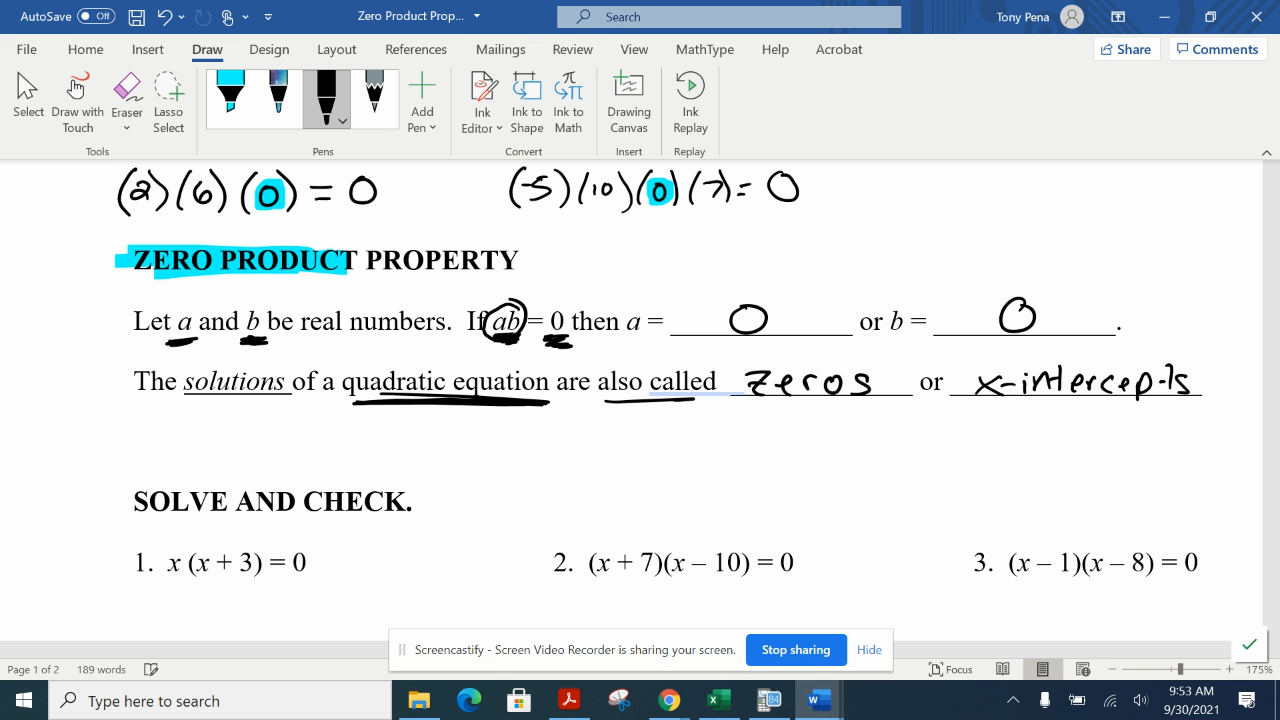 AutoSave Off Zero Product Prop... Search Tony Pena
File Home Insert Draw Design Layout References Mailings Review View MathType Help Acrobat Share Comments
Select Draw with Touch Eraser Lasso Select Add Pen Ink Editor Ink to Shape Ink to Math Drawing Canvas Ink Replay
Tools Pens Convert Insert Replay
(2)(6)(0) = 0 (-5)(10)(0)(7)= 0
ZERO PRODUCT PROPERTY
Let a and b be real numbers. If ab = 0 then a = 0 or b = 0.
The solutions of a quadratic equation are also called zeros or x-intercepts
SOLVE AND CHECK.
1. x (x + 3) = 0 2. (x + 7)(x – 10) = 0 3. (x – 1)(x – 8) = 0
Screencastify - Screen Video Recorder is sharing your screen. Stop sharing Hide
Page 1 of 2 189 words Focus 175%
Type here to search 84 9:53 AM
9/30/2021